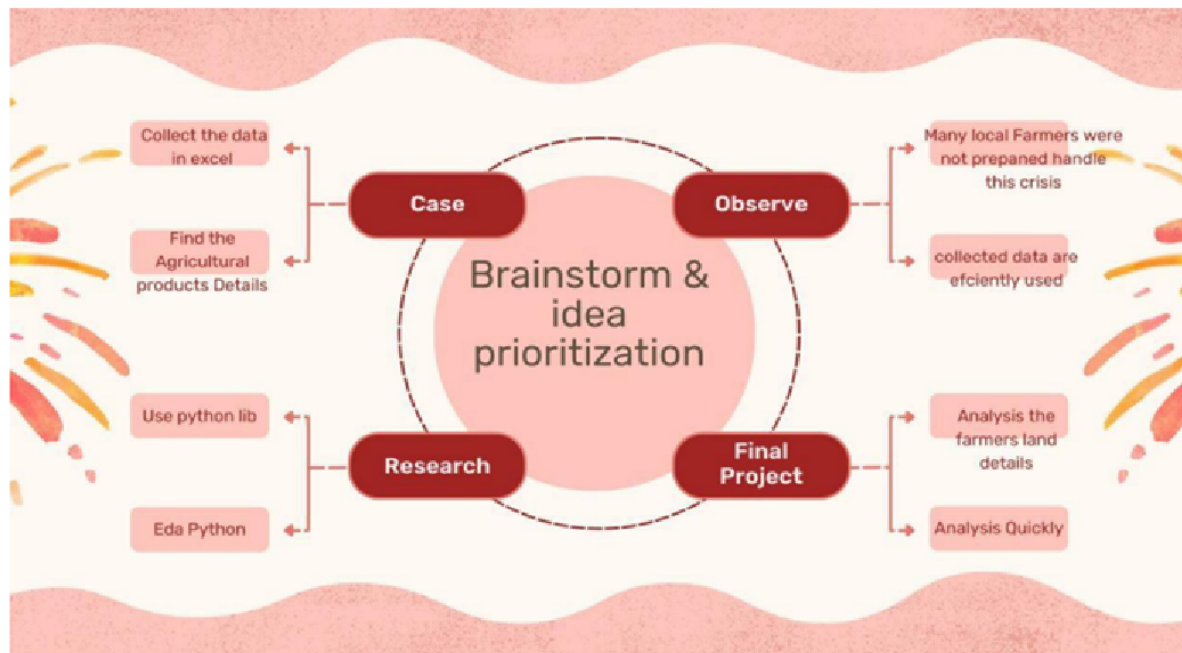 Collect the data
in excel
Find the
Agricultural
products Details
Case
Observe
Many local Farmers were
not prepaned handle
this crisis
collected data are
efciently used
Brainstorm &
idea
prioritization
Use python lib
Eda Python
Research
Final
Project
Analysis the
farmers land
details
Analysis Quickly